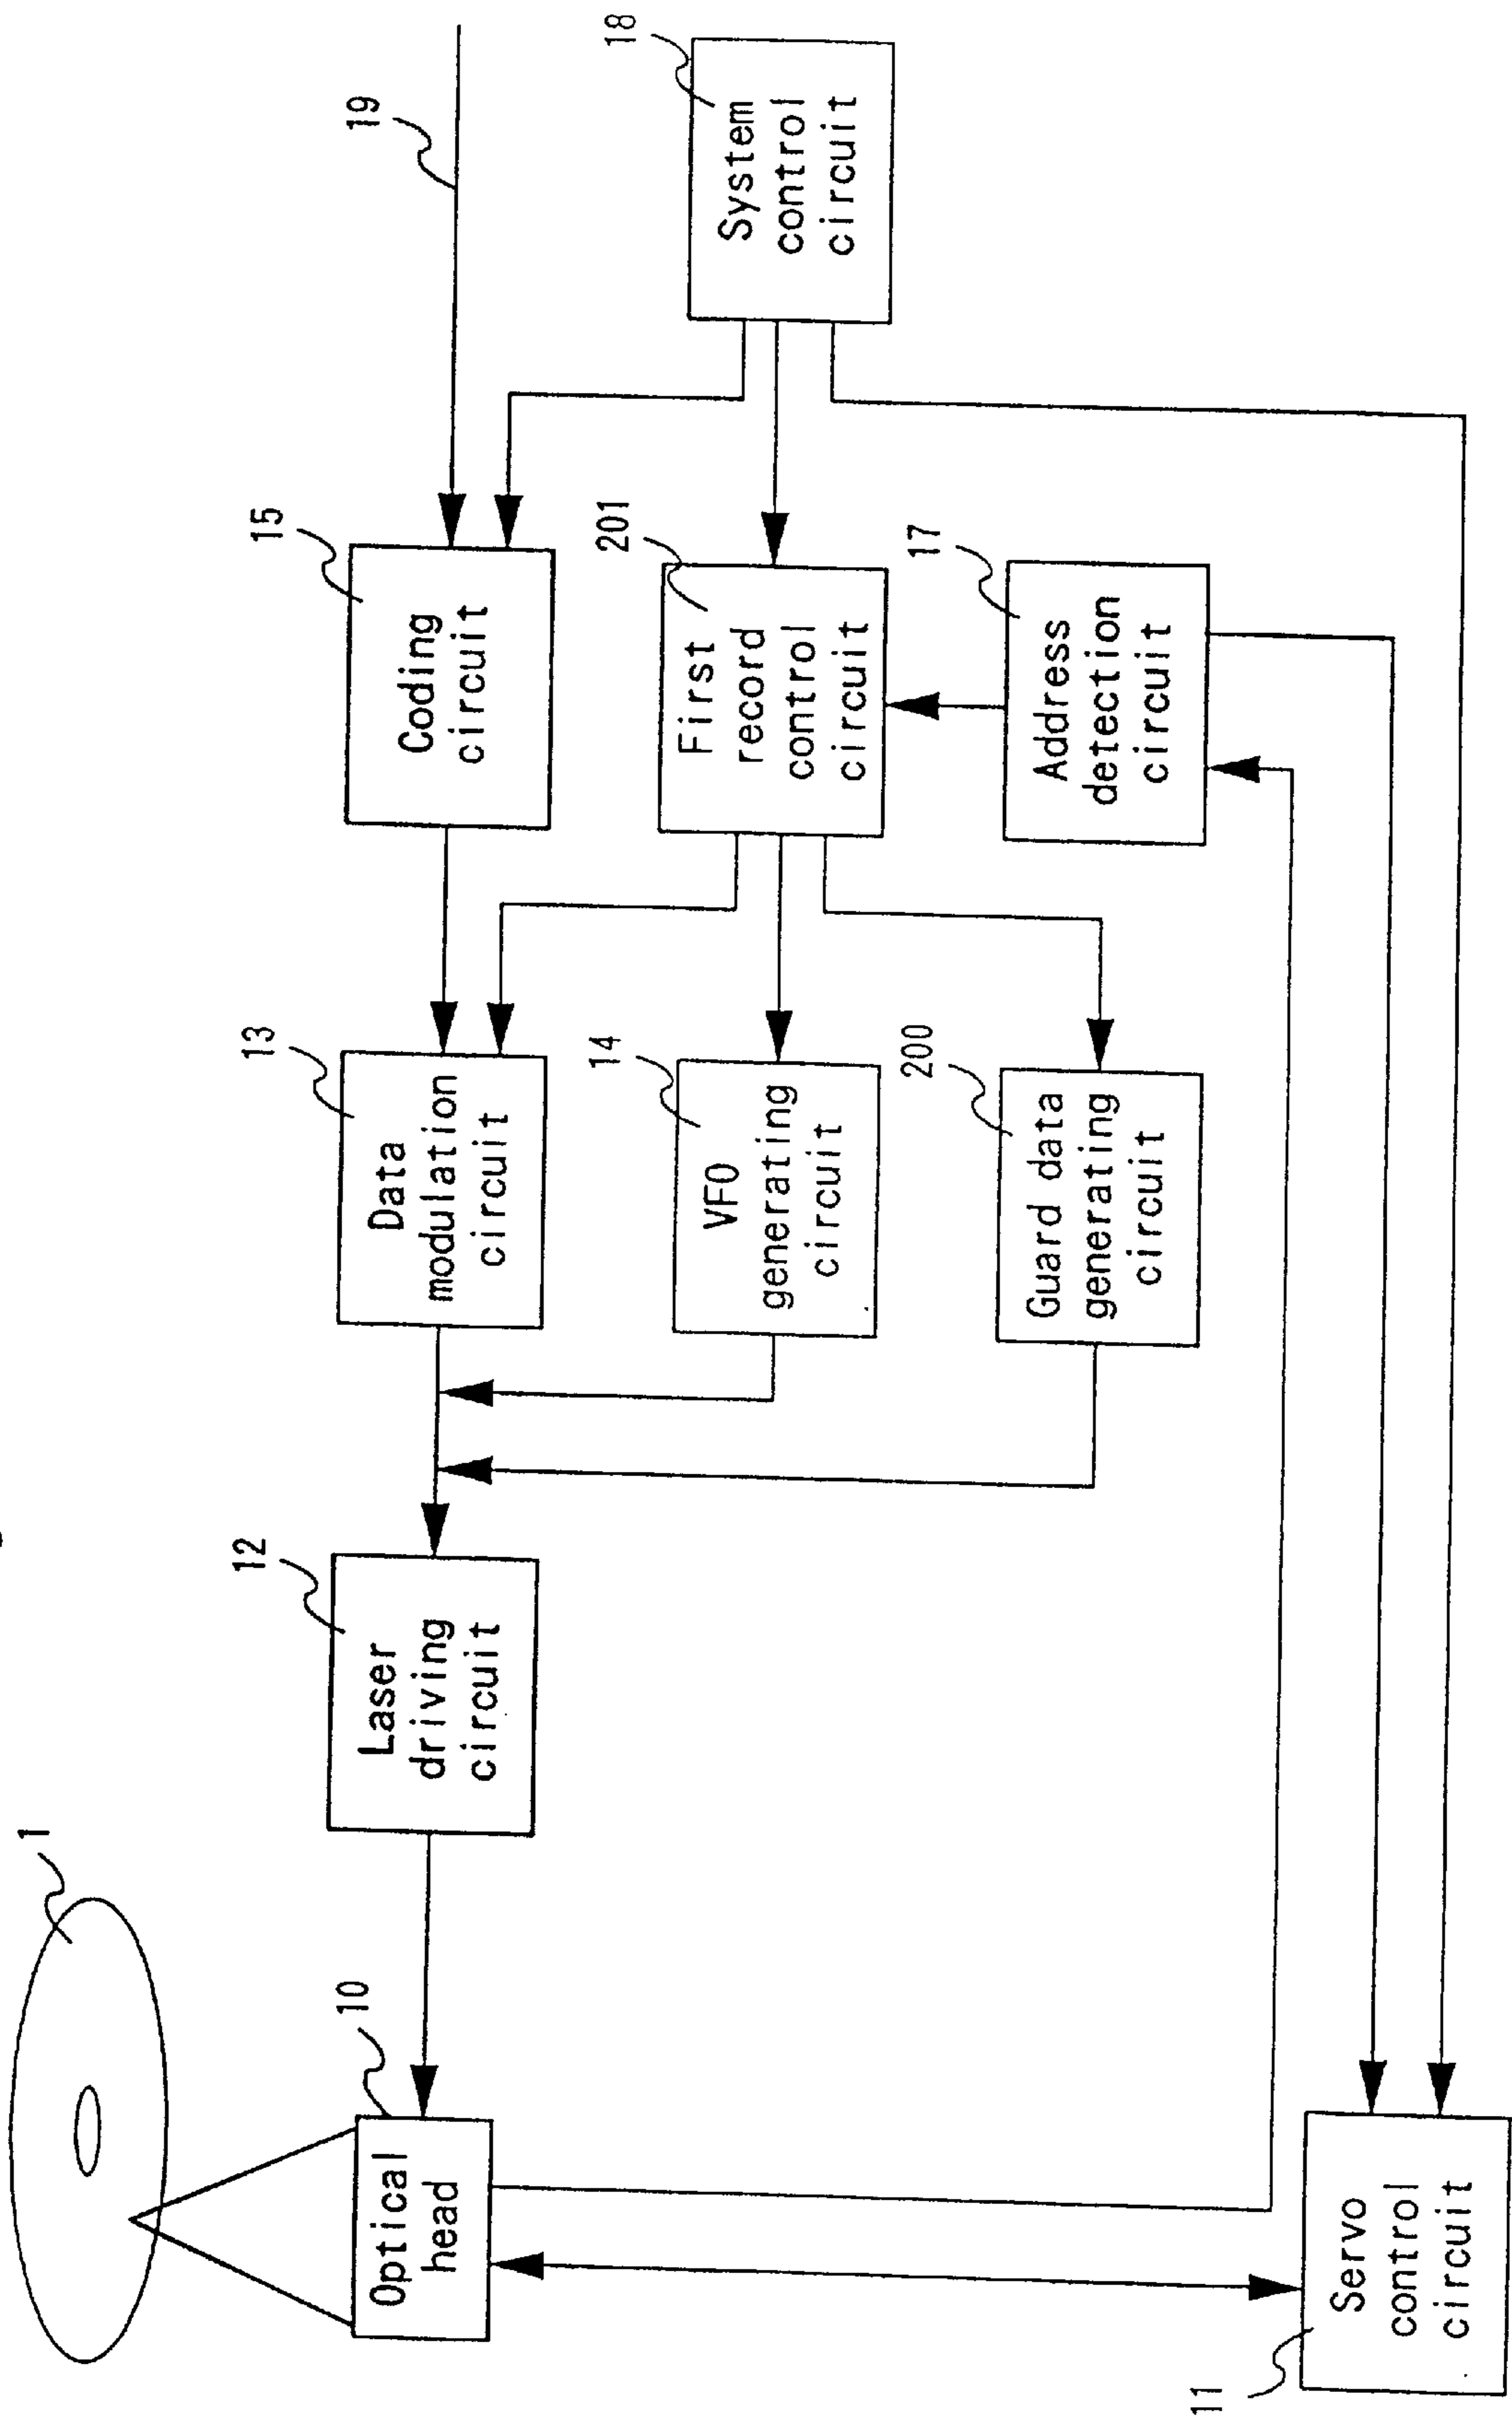 1
10
Optical
head
11
Servo
control
circuit
12
Laser
driving
circuit
13
Data
modulation
circuit
14
VFO
generating
circuit
200
Guard data
generating
circuit
15
Coding
circuit
201
First
record
control
circuit
17
Address
detection
circuit
19
18
System
control
circuit